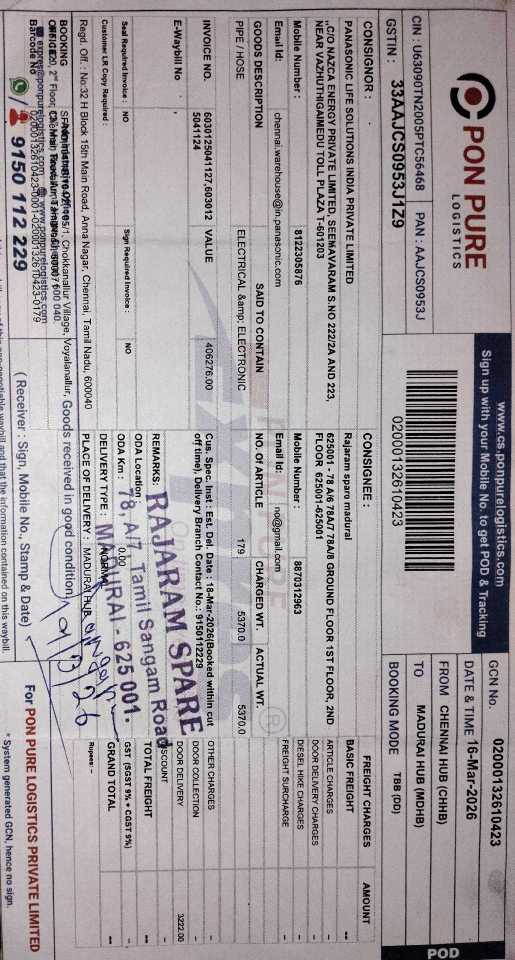 PON PURE
LOGISTICS
www.cs.ponpurelogistics.com
Sign up with your Mobile No. to get POD & Tracking
GCN No. 02000132610423
DATE & TIME 16-Mar-2026
FROM CHENNAI HUB (CHHB)
TO MADURAI HUB (MDHB)
BOOKING MODE TBB (DD)
POD
CIN : U63090TN2005PTC56468 PAN : AAJCS0953J
GSTIN : 33AAJCS0953J1Z9
02000132610423
CONSIGNOR :
PANASONIC LIFE SOLUTIONS INDIA PRIVATE LIMITED
C/O NAZCA ENERGY PRIVATE LIMITED, SEEMAVARAM S.NO 222/2A AND 223,
NEAR VAZHUTHIGAIMEDU TOLL PLAZA T-601203
Mobile Number : 8122305876
Email Id: chennai.warehouse@in.panasonic.com
CONSIGNEE :
Rajaram spare madurai
625001 - 78 A/6 78A/7 78A/8 GROUND FLOOR 1ST FLOOR, 2ND
FLOOR 625001-625001
Mobile Number : 8870312963
Email Id: no@gmail.com
FREIGHT CHARGES AMOUNT
BASIC FREIGHT --
ARTICLE CHARGES -
DOOR DELIVERY CHARGES -
DIESEL HIKE CHARGES -
FREIGHT SURCHARGE -
OTHER CHARGES -
DOOR COLLECTION -
DOOR DELIVERY 3222.00
TOTAL FREIGHT --
GST (SGST 9% + CGST 9%) --
GRAND TOTAL --
Rupees --
GOODS DESCRIPTION SAID TO CONTAIN NO. OF ARTICLE CHARGED WT. ACTUAL WT.
PIPE / HOSE ELECTRICAL &amp; ELECTRONIC 179 5370.0 5370.0
INVOICE NO. 6030125041127,603012 VALUE 406276.00
5041124
Cus. Spec. Inst : Est. Del. Date : 18-Mar-2026(Booked within cut
off time), Delivery Branch Contact No.: 9150112229
E-Waybill No
REMARKS:
Seal Required Invoice : NO Sign Required Invoice : NO
ODA Location
ODA Km : 0.00
Customer LR Copy Required :
DELIVERY TYPE :
PLACE OF DELIVERY : MADURAI HUB
RAJARAM SPARE
78, A/7, Tamil Sangam Road
MADURAI - 625 001.
Regd. Off. : No:32 H Block 15th Main Road, Anna Nagar, Chennai, Tamil Nadu, 600040
BOOKING
Goods received in good condition
19/3/26
Barcode No
9150 112 229
( Receiver : Sign, Mobile No., Stamp & Date)
For PON PURE LOGISTICS PRIVATE LIMITED
* System generated GCN, hence no sign.